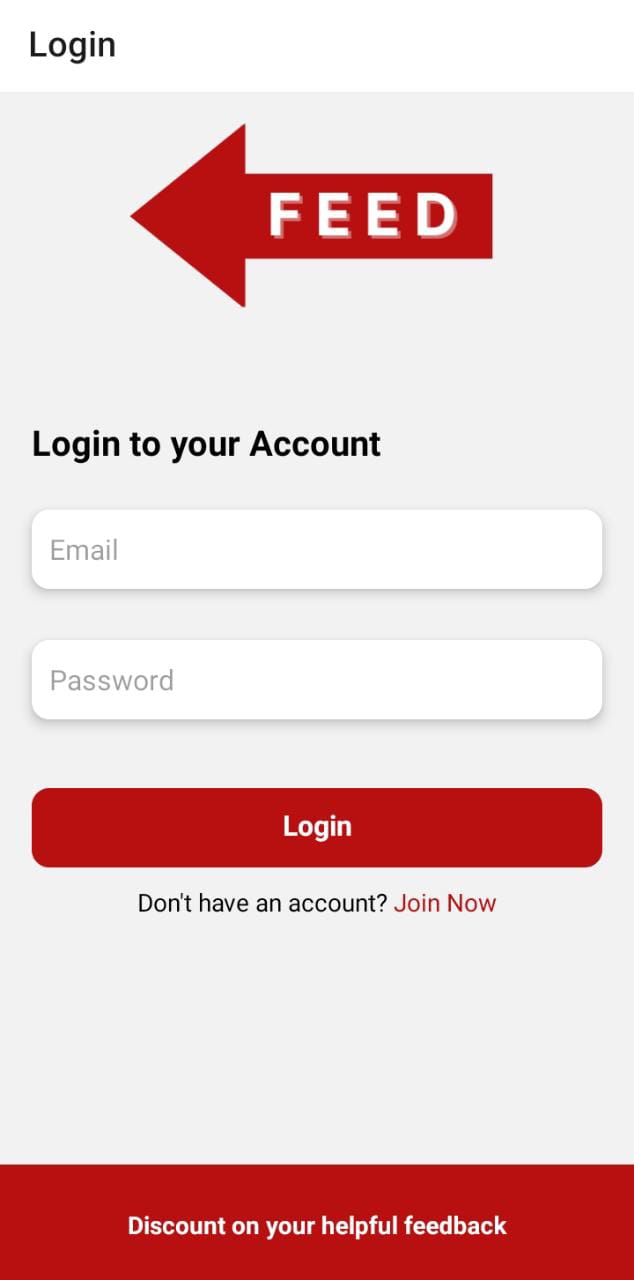 Login
FEED
Login to your Account
Email
Password
Login
Don't have an account? Join Now
Discount on your helpful feedback